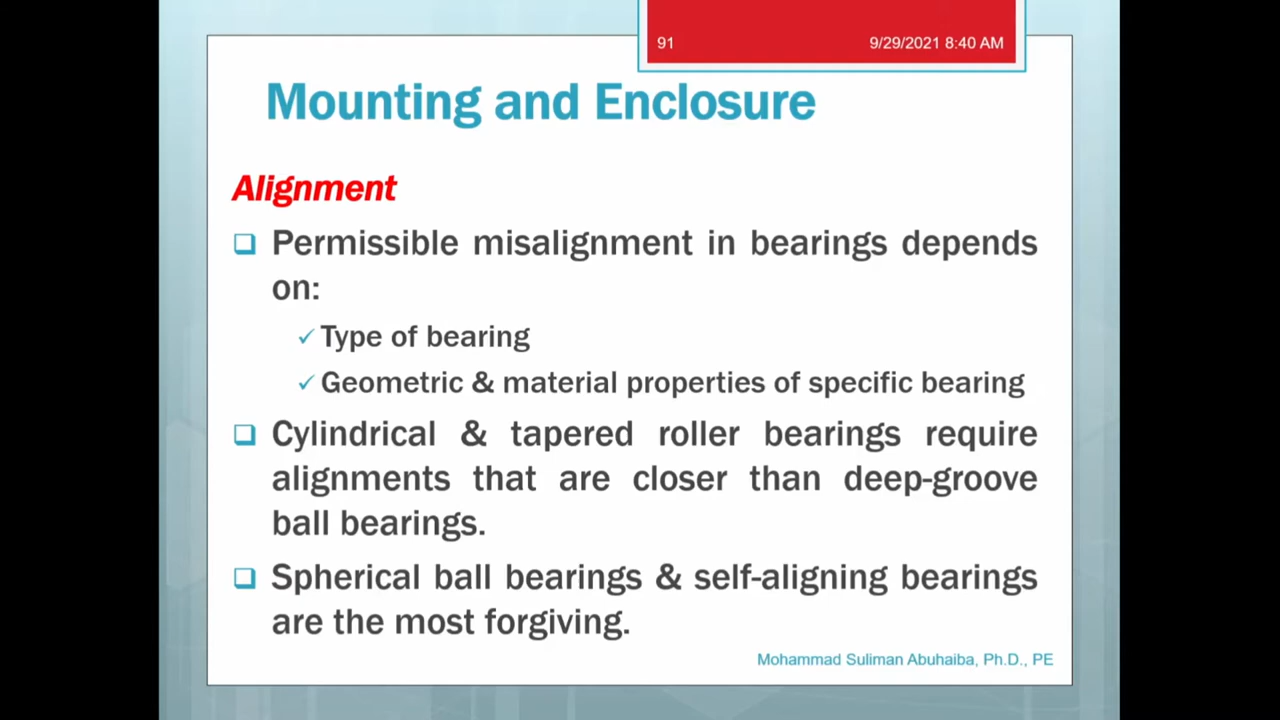 91 9/29/2021 8:40 AM
Mounting and Enclosure
Alignment
❑ Permissible misalignment in bearings depends
on:
✓ Type of bearing
✓ Geometric & material properties of specific bearing
❑ Cylindrical & tapered roller bearings require
alignments that are closer than deep-groove
ball bearings.
❑ Spherical ball bearings & self-aligning bearings
are the most forgiving.
Mohammad Suliman Abuhaiba, Ph.D., PE